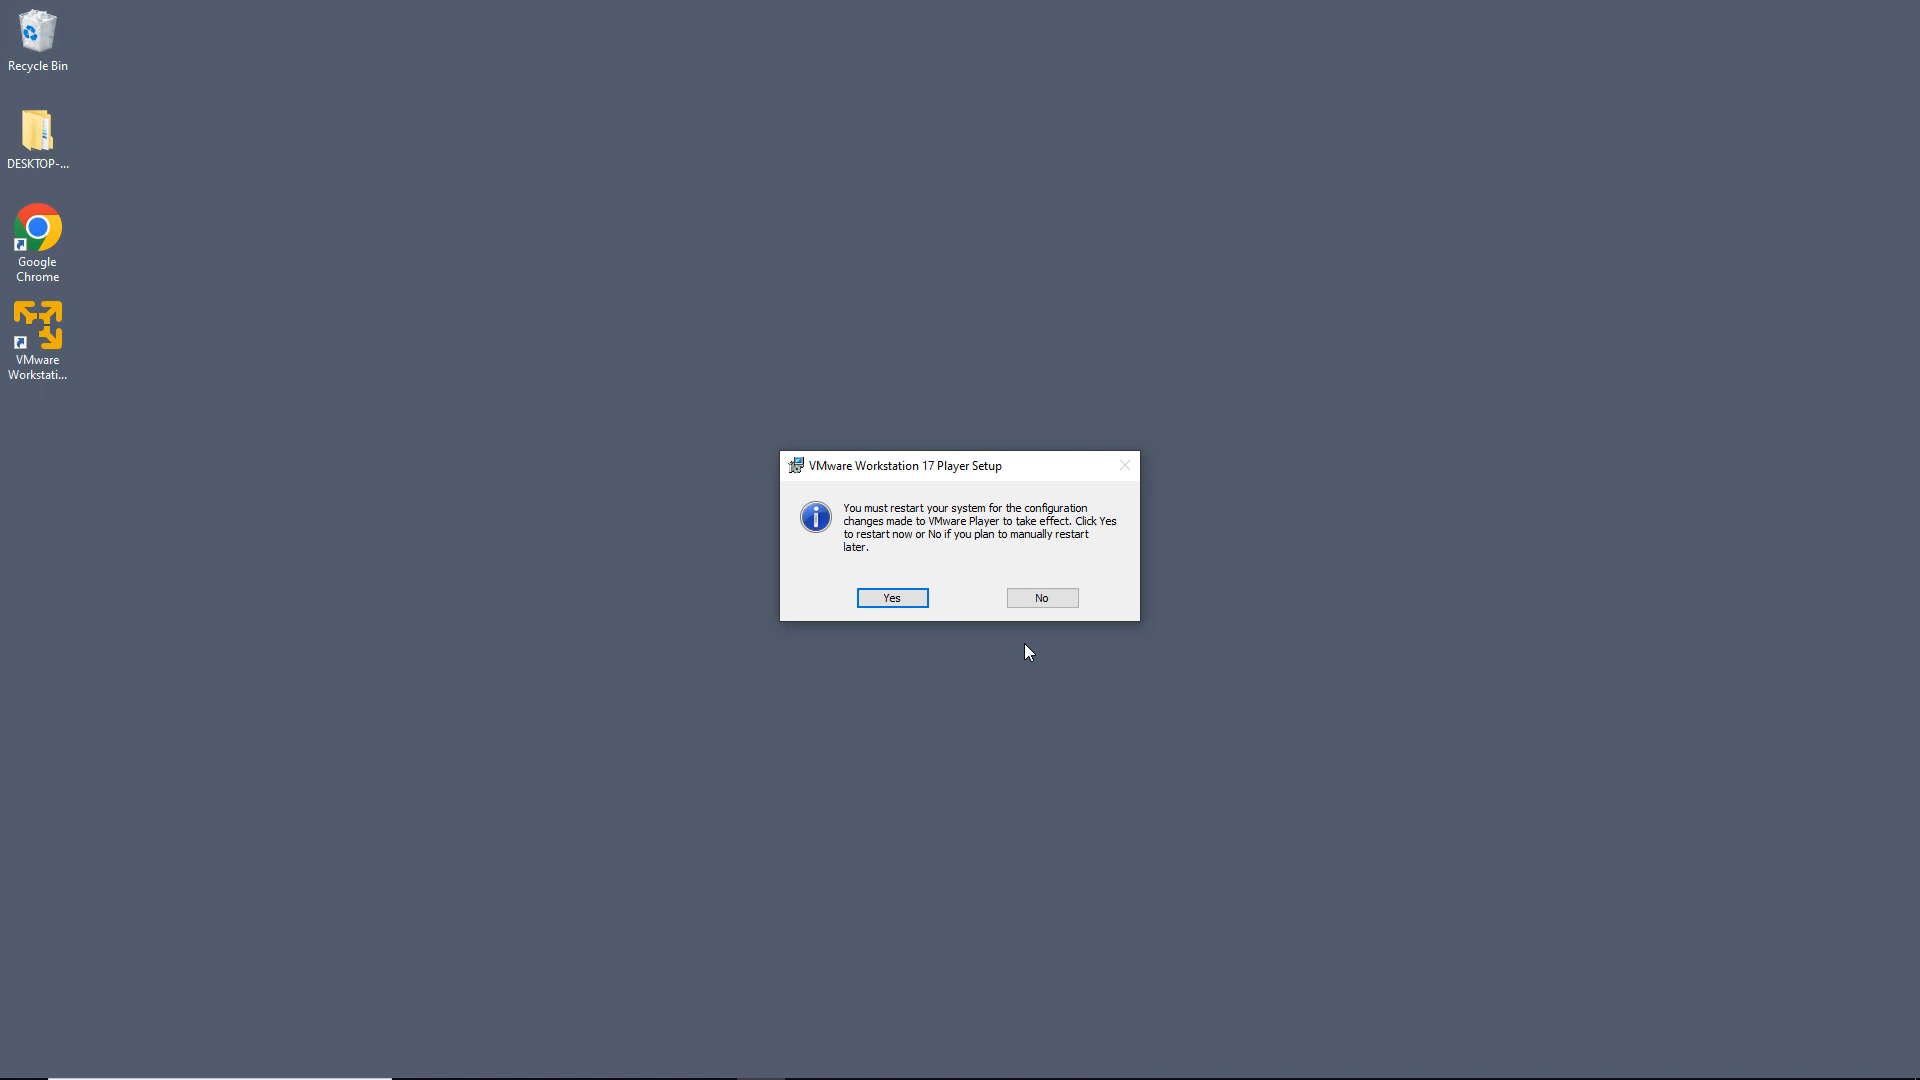 Recycle Bin
DESKTOP-...
Google
Chrome
VMware
Workstati...
VMware Workstation 17 Player Setup
You must restart your system for the configuration
changes made to VMware Player to take effect. Click Yes
to restart now or No if you plan to manually restart
later.
Yes
No